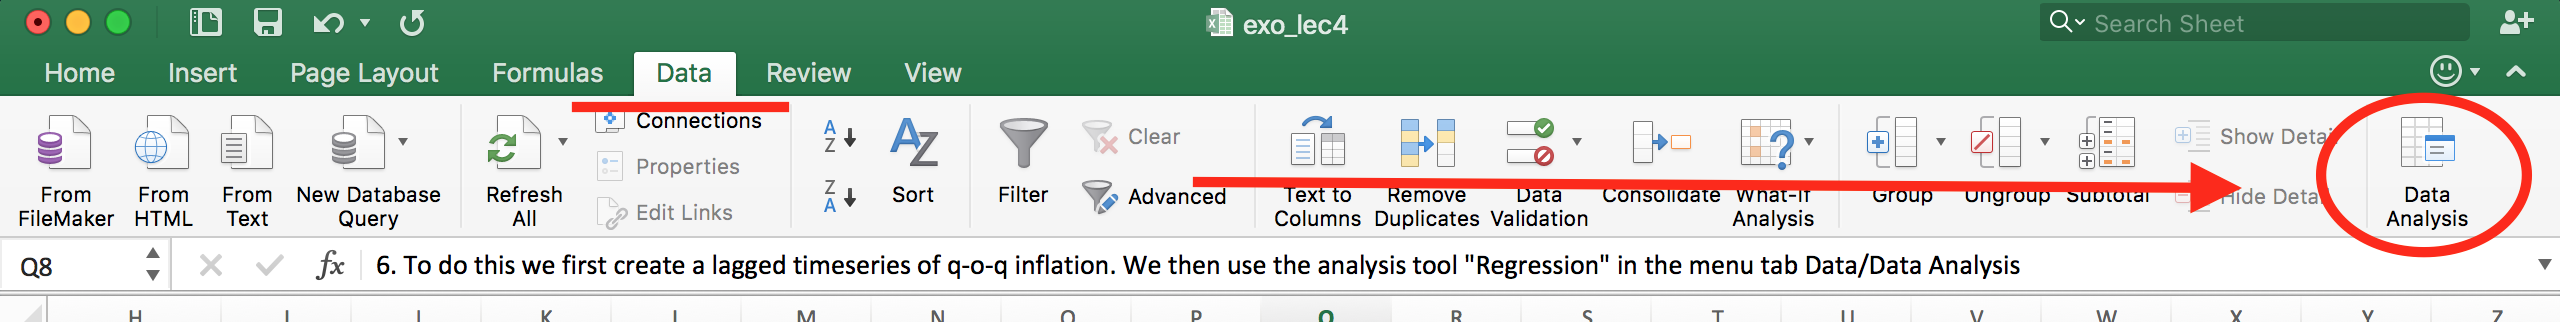 exo_lec4
Search Sheet
Home Insert Page Layout Formulas Data Review View
From FileMaker
From HTML
From Text
New Database Query
Refresh All
Connections
Properties
Edit Links
A Z
Z A
Sort
Filter
Clear
Advanced
Text to Columns
Remove Duplicates
Data Validation
Consolidate
What-If Analysis
Group
Ungroup
Subtotal
Show Detai
Hide Detai
Data Analysis
Q8 fx 6. To do this we first create a lagged timeseries of q-o-q inflation. We then use the analysis tool "Regression" in the menu tab Data/Data Analysis
H I J K L M N O P Q R S T U V W X Y Z